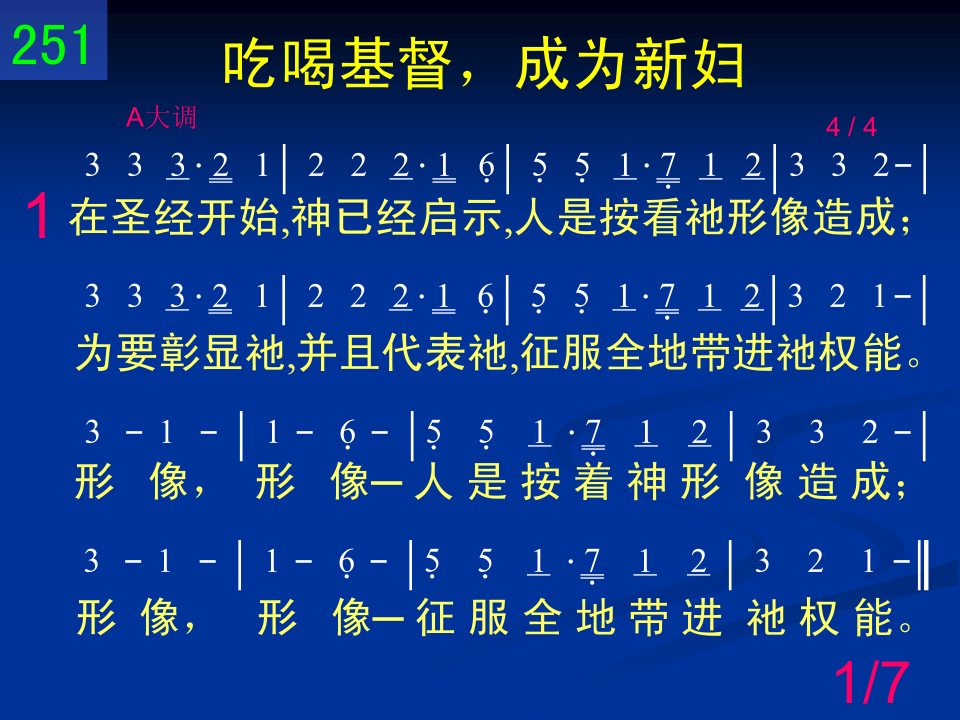 251
吃喝基督，成为新妇
A大调
4 / 4
3 3 3·2 1│2 2 2·1 6̣│5̣ 5̣ 1·7̣ 1 2│3 3 2－│
1 在圣经开始,神已经启示,人是按看祂形像造成；
3 3 3·2 1│2 2 2·1 6̣│5̣ 5̣ 1·7̣ 1 2│3 2 1－│
为要彰显祂,并且代表祂,征服全地带进祂权能。
3 － 1 －│1－ 6̣ －│5̣ 5̣ 1·7̣ 1 2│3 3 2－│
形 像， 形 像─ 人 是 按 着 神 形 像 造 成；
3 － 1 －│1－ 6̣ －│5̣ 5̣ 1·7̣ 1 2│3 2 1－‖
形 像， 形 像─ 征 服 全 地 带 进 祂 权 能。
1/7